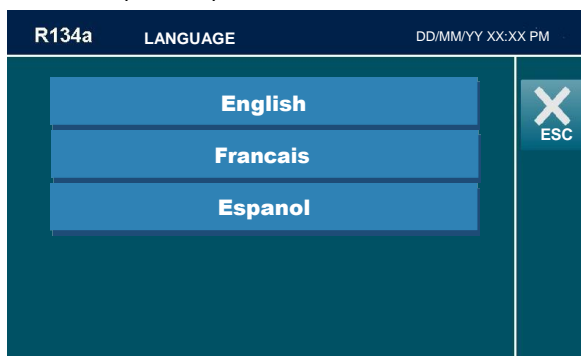 R134a LANGUAGE DD/MM/YY XX:XX PM
English
ESC
Francais
Espanol